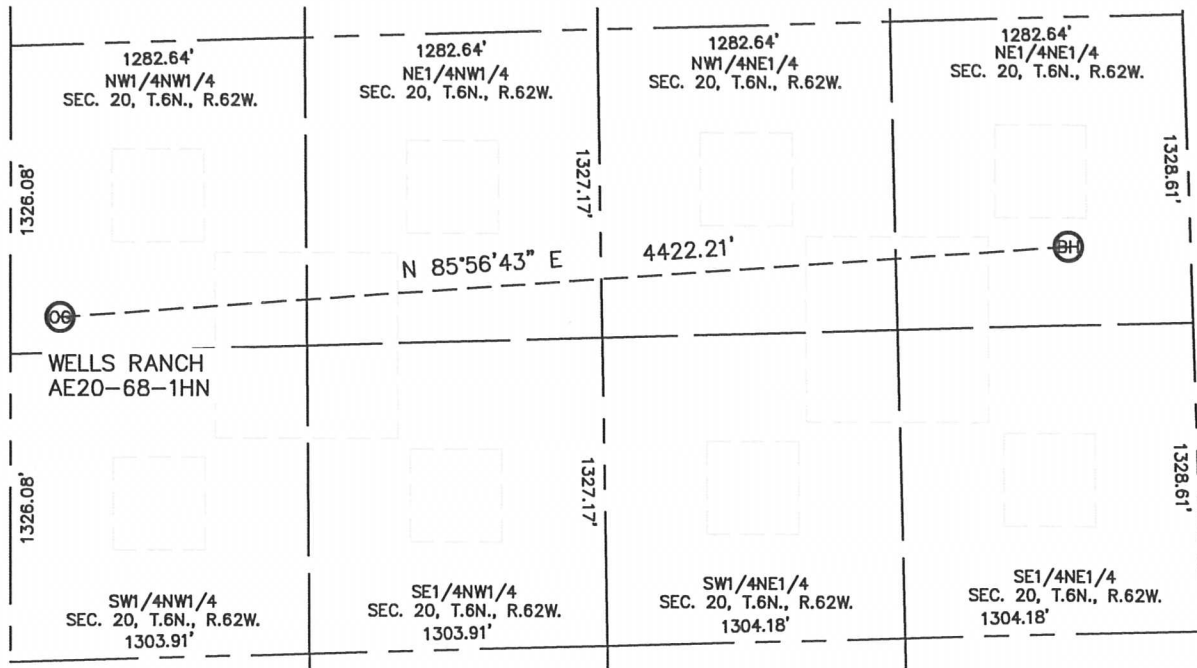 1282.64'
NW1/4NW1/4
SEC. 20, T.6N., R.62W.
1282.64'
NE1/4NW1/4
SEC. 20, T.6N., R.62W.
1282.64'
NW1/4NE1/4
SEC. 20, T.6N., R.62W.
1282.64'
NE1/4NE1/4
SEC. 20, T.6N., R.62W.
1326.08'
1327.17'
1328.61'
N 85°56'43" E
4422.21'
BH
OG
WELLS RANCH
AE20-68-1HN
1326.08'
1327.17'
1328.61'
SW1/4NW1/4
SEC. 20, T.6N., R.62W.
1303.91'
SE1/4NW1/4
SEC. 20, T.6N., R.62W.
1303.91'
SW1/4NE1/4
SEC. 20, T.6N., R.62W.
1304.18'
SE1/4NE1/4
SEC. 20, T.6N., R.62W.
1304.18'